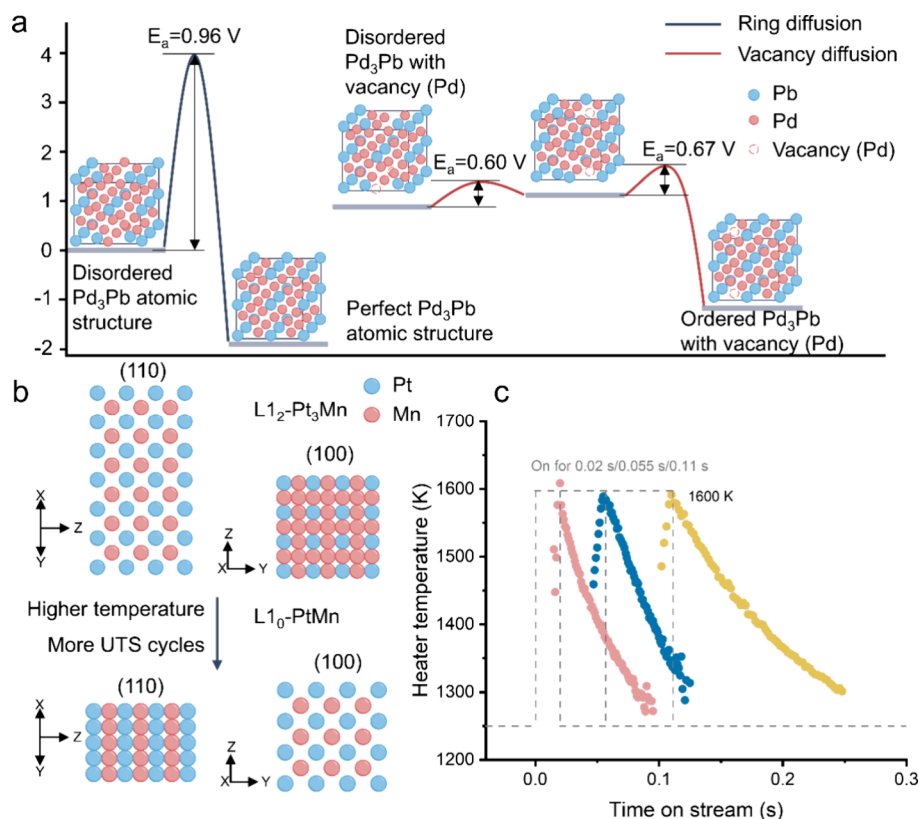 a
Eₐ=0.96 V
Disordered
Pd₃Pb with
vacancy (Pd)
Ring diffusion
Vacancy diffusion
Pb
Pd
Vacancy (Pd)
Eₐ=0.60 V
Eₐ=0.67 V
4
3
2
1
0
-1
-2
Disordered
Pd₃Pb atomic
structure
Perfect Pd₃Pb
atomic structure
Ordered Pd₃Pb
with vacancy (Pd)
b
(110)
Pt
Mn
L1₂-Pt₃Mn
(100)
X
Z
Y
Z
X
Y
Higher temperature
More UTS cycles
L1₀-PtMn
(110)
(100)
X
Z
Y
Z
X
Y
c
Heater temperature (K)
1700
1600
1500
1400
1300
1200
On for 0.02 s/0.055 s/0.11 s
1600 K
0.0
0.1
0.2
0.3
Time on stream (s)